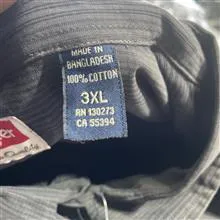 MADE IN
BANGLADESH
100% COTTON
3XL
RN 130273
CA 55394